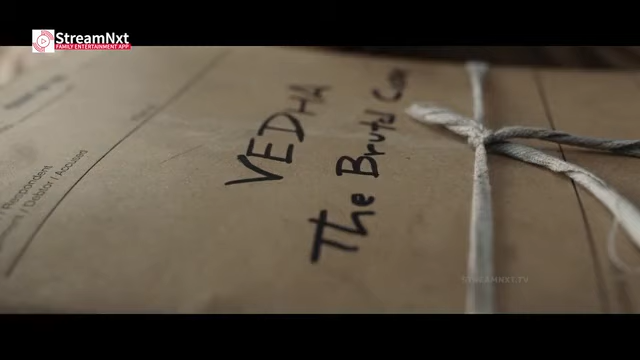 StreamNxt
FAMILY ENTERTAINMENT APP
VEDHA
The Brutal
/ Respondent
/ Debtor / Accused
STREAMNXT.TV